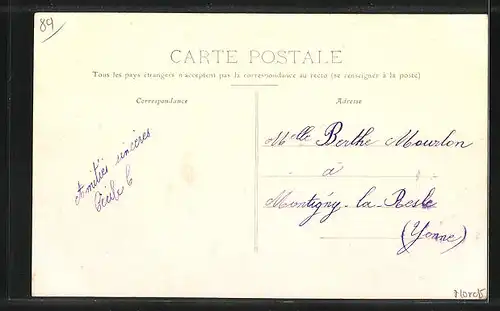 89
CARTE POSTALE
Tous les pays étrangers n'acceptent pas la correspondance au recto (se renseigner à la poste)
Correspondance
Adresse
Amitiés sincères
Cécile C
Mlle Berthe Mourlon
à
Montigny-la-Resle
(Yonne)